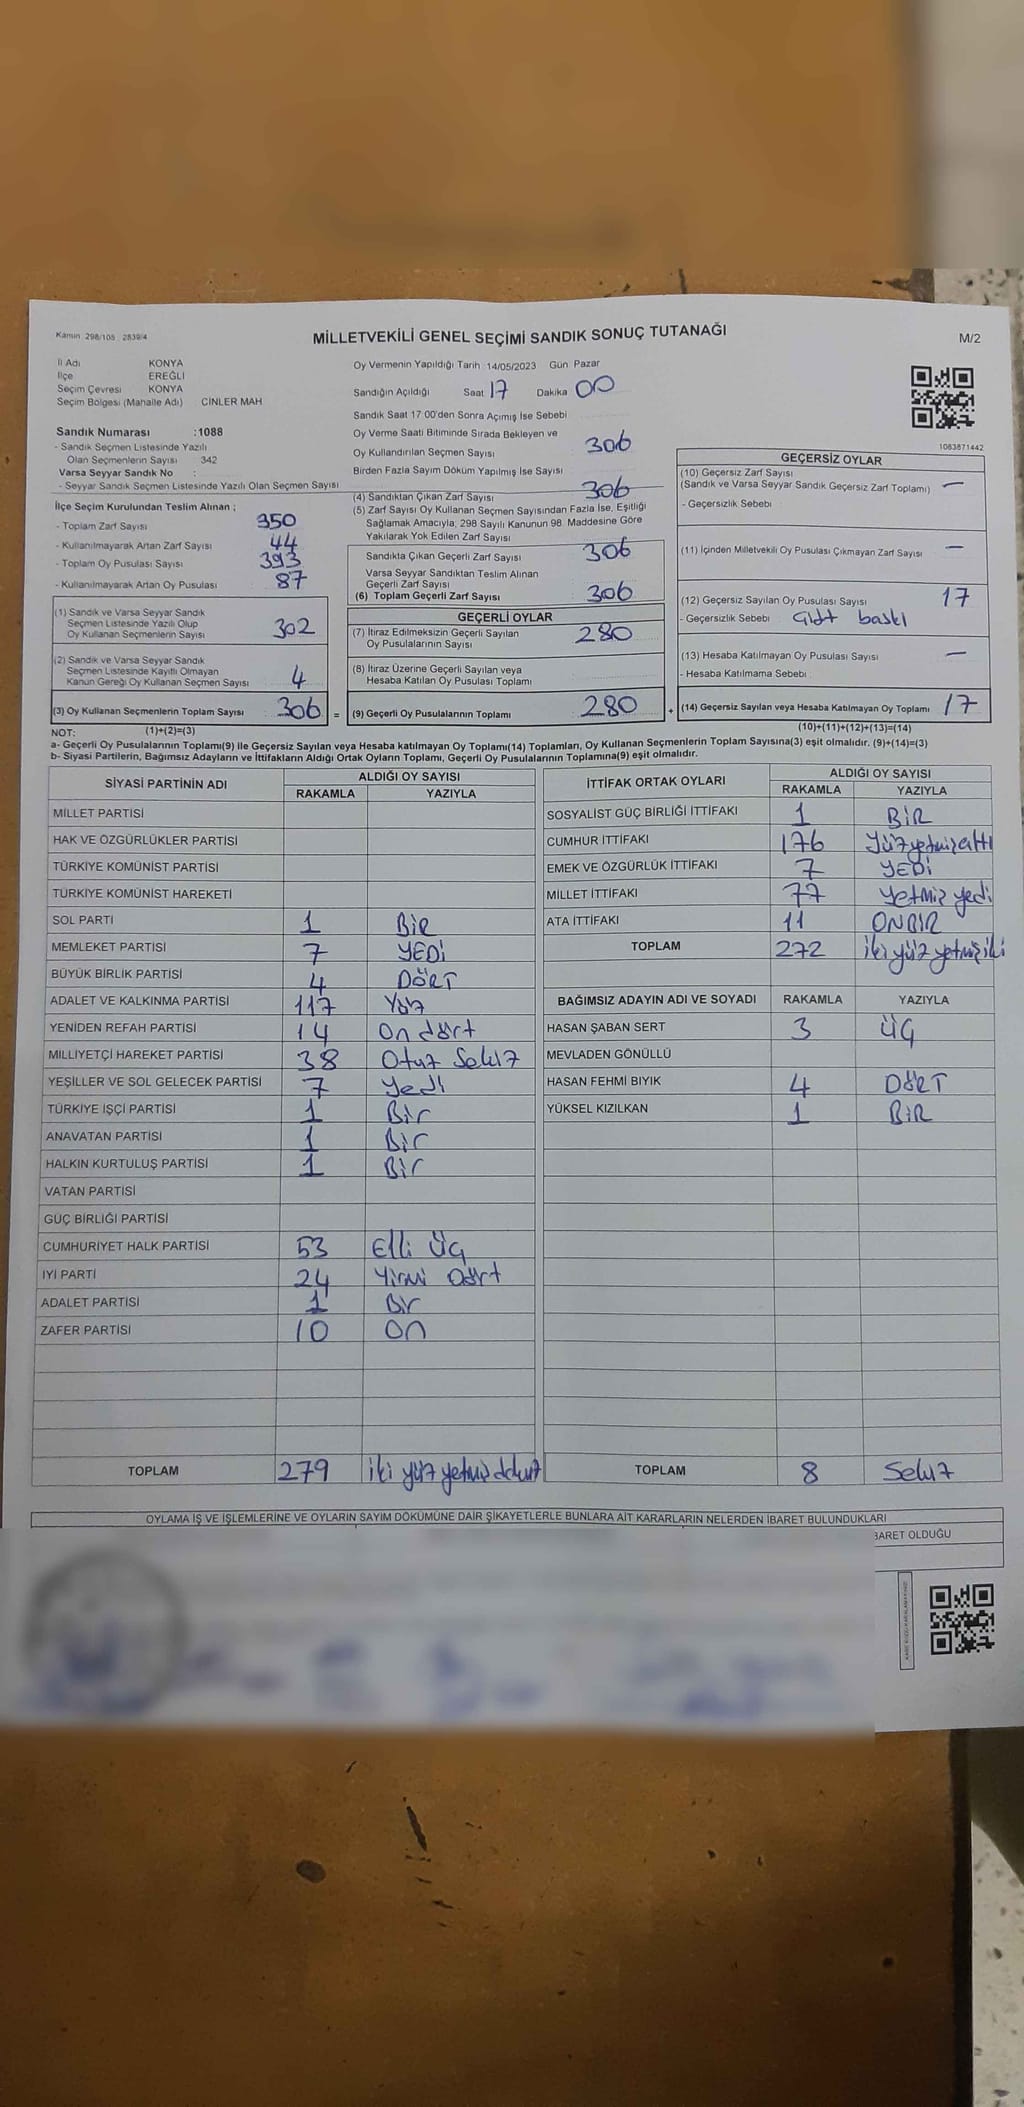 Kanun 298/105 2839/4
MİLLETVEKİLİ GENEL SEÇİMİ SANDIK SONUÇ TUTANAĞI
M/2
İl Adı KONYA
İlçe EREĞLİ
Seçim Çevresi KONYA
Seçim Bölgesi (Mahalle Adı) CİNLER MAH
Sandık Numarası :1088
- Sandık Seçmen Listesinde Yazılı
Olan Seçmenlerin Sayısı 342
Varsa Seyyar Sandık No :
- Seyyar Sandık Seçmen Listesinde Yazılı Olan Seçmen Sayısı
İlçe Seçim Kurulundan Teslim Alınan ;
- Toplam Zarf Sayısı 350
- Kullanılmayarak Artan Zarf Sayısı 44
- Toplam Oy Pusulası Sayısı 393
- Kullanılmayarak Artan Oy Pusulası 87
(1) Sandık ve Varsa Seyyar Sandık
Seçmen Listesinde Yazılı Olup
Oy Kullanan Seçmenlerin Sayısı 302
(2) Sandık ve Varsa Seyyar Sandık
Seçmen Listesinde Kayıtlı Olmayan
Kanun Gereği Oy Kullanan Seçmen Sayısı 4
(3) Oy Kullanan Seçmenlerin Toplam Sayısı 306 =
Oy Vermenin Yapıldığı Tarih 14/05/2023 Gün Pazar
Sandığın Açıldığı Saat 17 Dakika 00
Sandık Saat 17 00'den Sonra Açımış İse Sebebi
Oy Verme Saati Bitiminde Sırada Bekleyen ve
Oy Kullandırılan Seçmen Sayısı 306
Birden Fazla Sayım Döküm Yapılmış İse Sayısı
(4) Sandıktan Çıkan Zarf Sayısı 306
(5) Zarf Sayısı Oy Kullanan Seçmen Sayısından Fazla İse, Eşitliği
Sağlamak Amacıyla, 298 Sayılı Kanunun 98. Maddesine Göre
Yakılarak Yok Edilen Zarf Sayısı
Sandıkta Çıkan Geçerli Zarf Sayısı 306
Varsa Seyyar Sandıktan Teslim Alınan
Geçerli Zarf Sayısı
(6) Toplam Geçerli Zarf Sayısı 306
GEÇERLİ OYLAR
(7) İtiraz Edilmeksizin Geçerli Sayılan
Oy Pusulalarının Sayısı 280
(8) İtiraz Üzerine Geçerli Sayılan veya
Hesaba Katılan Oy Pusulası Toplamı
(9) Geçerli Oy Pusulalarının Toplamı 280 +
1083871442
GEÇERSİZ OYLAR
(10) Geçersiz Zarf Sayısı
(Sandık ve Varsa Seyyar Sandık Geçersiz Zarf Toplamı) —
- Geçersizlik Sebebi
(11) İçinden Milletvekili Oy Pusulası Çıkmayan Zarf Sayısı —
(12) Geçersiz Sayılan Oy Pusulası Sayısı 17
- Geçersizlik Sebebi Çift baskı
(13) Hesaba Katılmayan Oy Pusulası Sayısı —
- Hesaba Katılmama Sebebi
(14) Geçersiz Sayılan veya Hesaba Katılmayan Oy Toplamı 17
NOT: (1)+(2)=(3) (10)+(11)+(12)+(13)=(14)
a- Geçerli Oy Pusulalarının Toplamı(9) İle Geçersiz Sayılan veya Hesaba katılmayan Oy Toplamı(14) Toplamları, Oy Kullanan Seçmenlerin Toplam Sayısına(3) eşit olmalıdır. (9)+(14)=(3)
b- Siyasi Partilerin, Bağımsız Adayların ve İttifakların Aldığı Ortak Oyların Toplamı, Geçerli Oy Pusulalarının Toplamına(9) eşit olmalıdır.
SİYASİ PARTİNİN ADI ALDIĞI OY SAYISI
RAKAMLA YAZIYLA
MİLLET PARTİSİ
HAK VE ÖZGÜRLÜKLER PARTİSİ
TÜRKİYE KOMÜNİST PARTİSİ
TÜRKİYE KOMÜNİST HAREKETİ
SOL PARTİ 1 BİR
MEMLEKET PARTİSİ 7 YEDİ
BÜYÜK BİRLİK PARTİSİ 4 DÖRT
ADALET VE KALKINMA PARTİSİ 117 Yüz
YENİDEN REFAH PARTİSİ 14 On dört
MİLLİYETÇİ HAREKET PARTİSİ 38 Otuz Sekiz
YEŞİLLER VE SOL GELECEK PARTİSİ 7 Yedi
TÜRKİYE İŞÇİ PARTİSİ 1 Bir
ANAVATAN PARTİSİ 1 Bir
HALKIN KURTULUŞ PARTİSİ 1 Bir
VATAN PARTİSİ
GÜÇ BİRLİĞİ PARTİSİ
CUMHURİYET HALK PARTİSİ 53 Elli Üç
İYİ PARTİ 24 Yirmi Dört
ADALET PARTİSİ 1 Bir
ZAFER PARTİSİ 10 On
TOPLAM 279
İTTİFAK ORTAK OYLARI ALDIĞI OY SAYISI
RAKAMLA YAZIYLA
SOSYALİST GÜÇ BİRLİĞİ İTTİFAKI 1 BİR
CUMHUR İTTİFAKI 176 Yüzyetmişaltı
EMEK VE ÖZGÜRLÜK İTTİFAKI 7 YEDİ
MİLLET İTTİFAKI 77 Yetmiş yedi
ATA İTTİFAKI 11 ONBİR
TOPLAM 272 iki yüz yetmiş iki
BAĞIMSIZ ADAYIN ADI VE SOYADI RAKAMLA YAZIYLA
HASAN ŞABAN SERT 3 ÜÇ
MEVLADEN GÖNÜLLÜ
HASAN FEHMİ BIYIK 4 DÖRT
YÜKSEL KIZILKAN 1 BİR
TOPLAM 8 Sekiz
OYLAMA İŞ VE İŞLEMLERİNE VE OYLARIN SAYIM DÖKÜMÜNE DAİR ŞİKAYETLERLE BUNLARA AİT KARARLARIN NELERDEN İBARET BULUNDUKLARI
BARET OLDUĞU